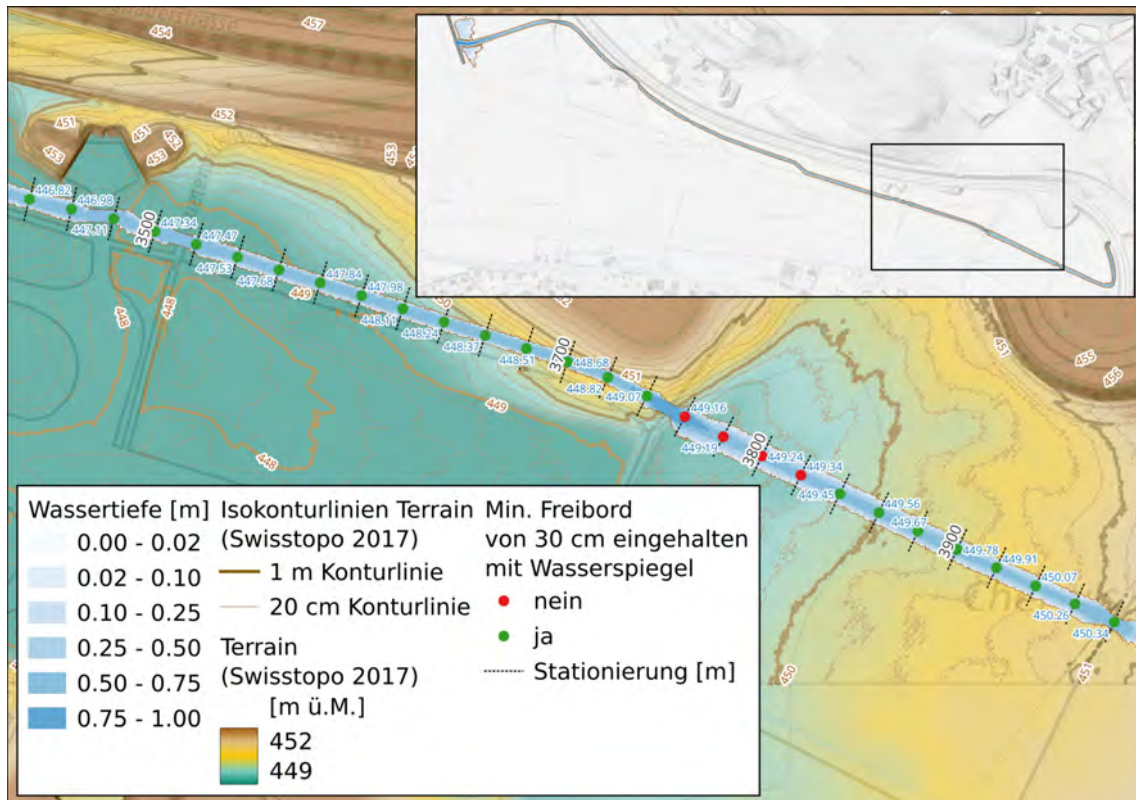 454
457
452
451
451
452
453
453
453
446.82
446.98
447.11
3500
447.34
447.47
447.53
447.68
447.84
449
447.98
448.11
448.24
448.37
448.51
3700
448.68
448.82
451
449.07
449
448
448
448
449.16
449.19
3800
449.24
449.34
449.45
449.56
449.67
3900
449.78
449.91
450.07
450.26
450.34
451
455
456
450
451
Wassertiefe [m]
0.00 - 0.02
0.02 - 0.10
0.10 - 0.25
0.25 - 0.50
0.50 - 0.75
0.75 - 1.00
Isokonturlinien Terrain
(Swisstopo 2017)
1 m Konturlinie
20 cm Konturlinie
Terrain
(Swisstopo 2017)
[m ü.M.]
452
449
Min. Freibord
von 30 cm eingehalten
mit Wasserspiegel
nein
ja
Stationierung [m]